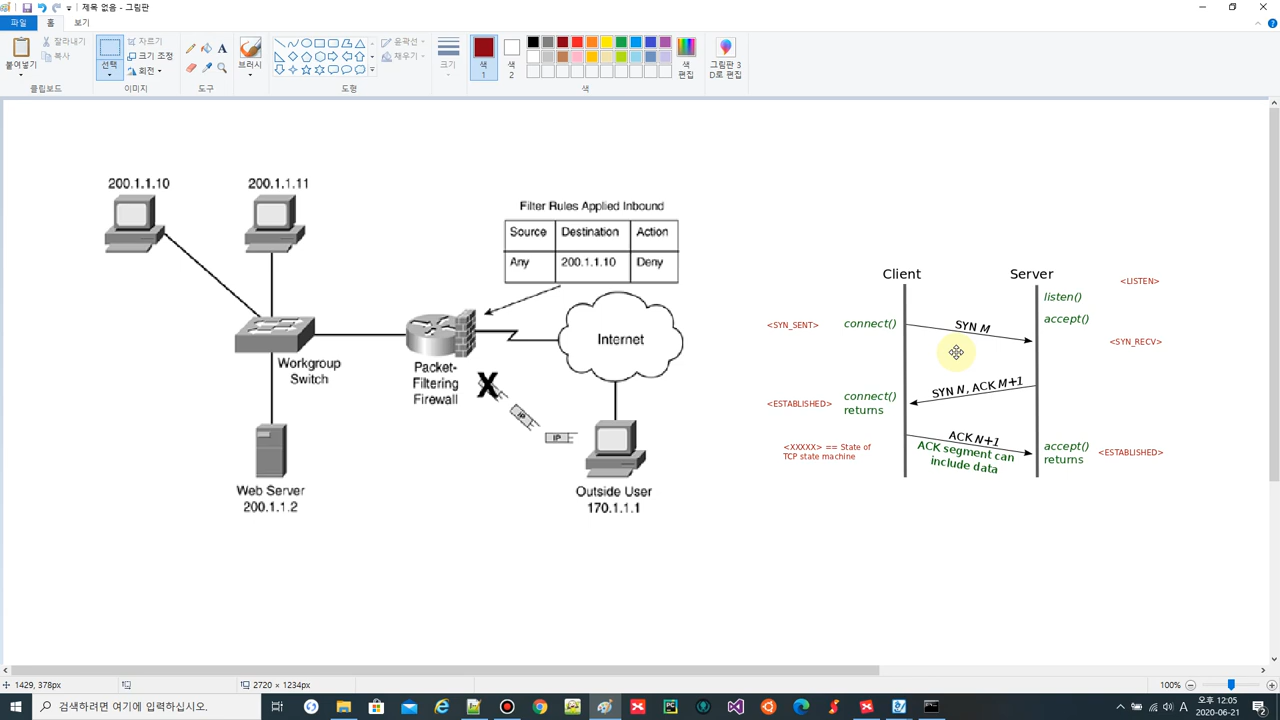 제목 없음 - 그림판
파일
홈
보기
붙여넣기
잘라내기
복사
클립보드
선택
자르기
크기 조정
회전
이미지
A
도구
브러시
윤곽선
채우기
도형
크기
색
1
색
2
색
편집
색
그림판 3
D로 편집
200.1.1.10
200.1.1.11
Filter Rules Applied Inbound
Source Destination Action
Any 200.1.1.10 Deny
Workgroup
Switch
Packet-
Filtering
Firewall
X
IP
IP
Internet
Web Server
200.1.1.2
Outside User
170.1.1.1
Client
Server
<LISTEN>
listen()
<SYN_SENT>
connect()
SYN M
accept()
<SYN_RECV>
SYN N, ACK M+1
<ESTABLISHED>
connect()
returns
<XXXXX> == State of
TCP state machine
ACK N+1
ACK segment can
include data
accept()
returns
<ESTABLISHED>
1429, 378px
2720 × 1234px
100%
검색하려면 여기에 입력하십시오.
A
오후 12:05
2020-06-21